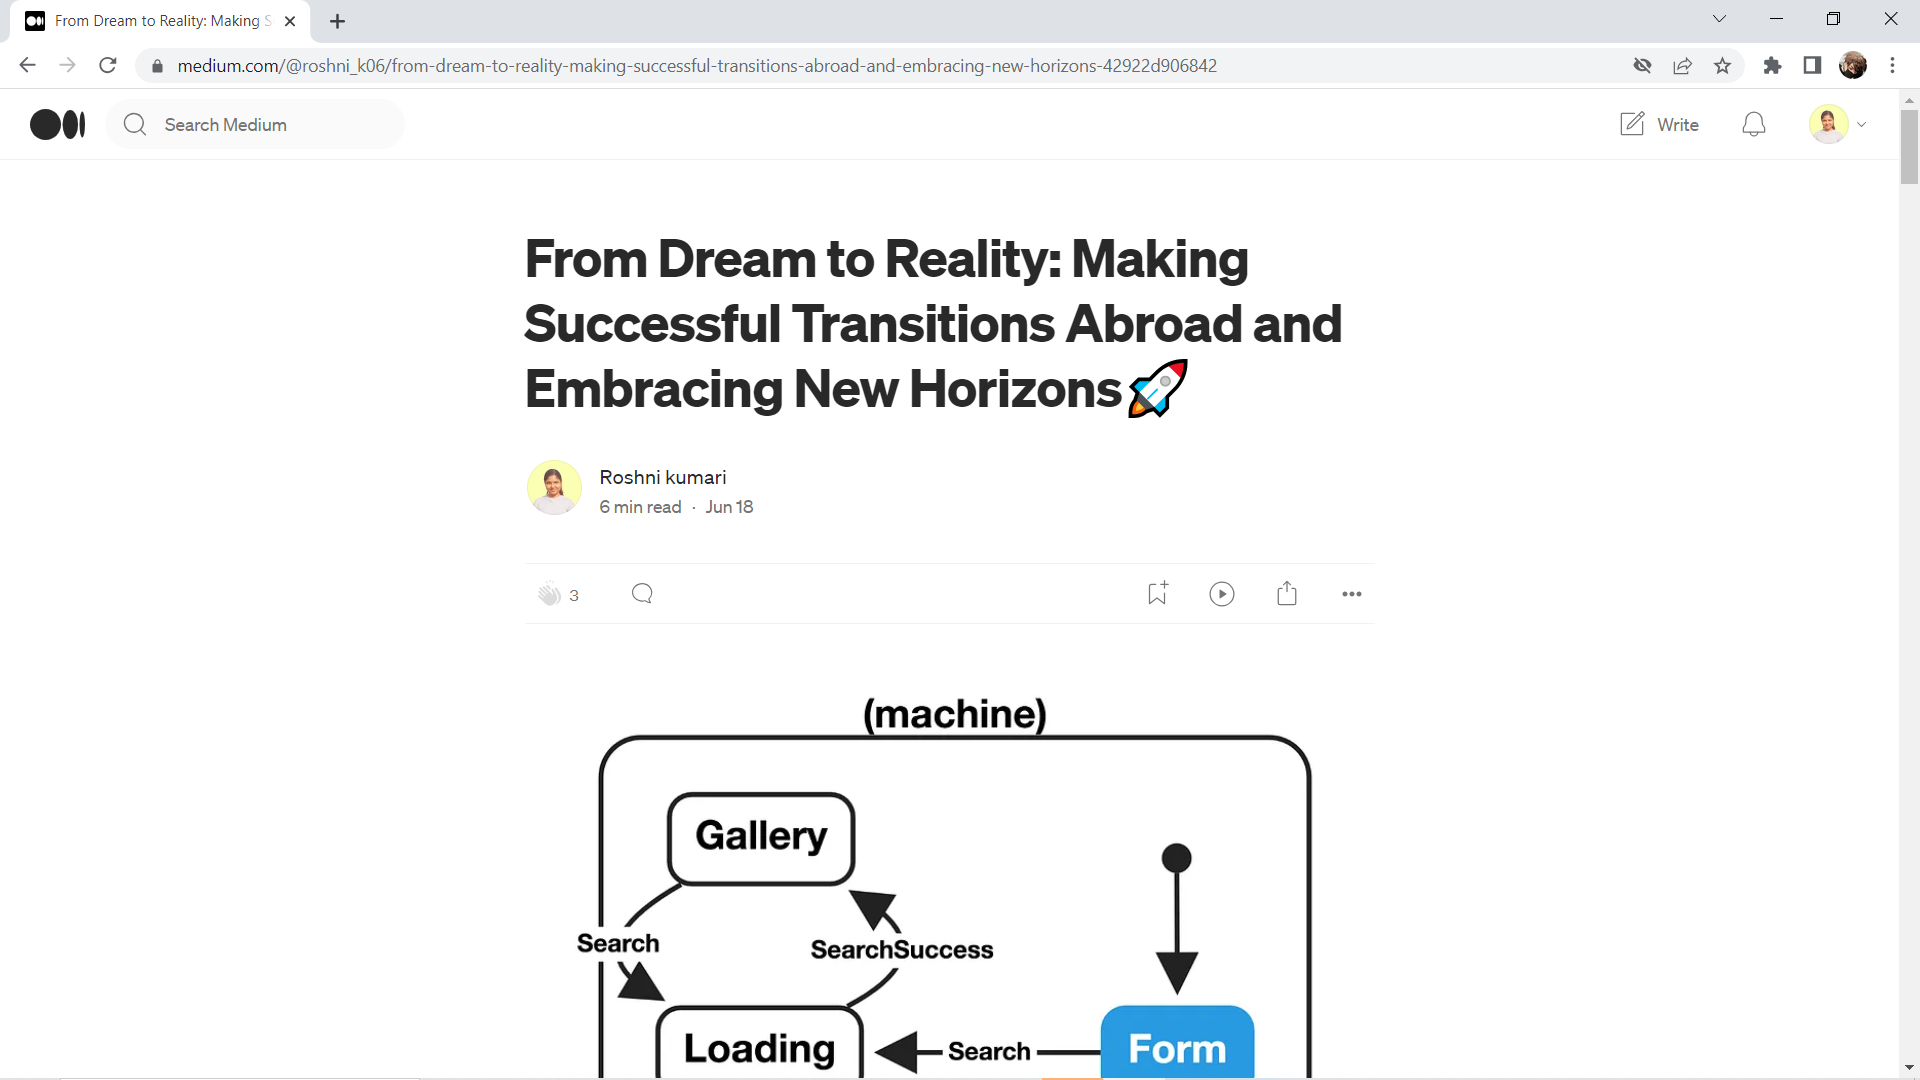 From Dream to Reality: Making S
medium.com/@roshni_k06/from-dream-to-reality-making-successful-transitions-abroad-and-embracing-new-horizons-42922d906842
Search Medium
Write
From Dream to Reality: Making
Successful Transitions Abroad and
Embracing New Horizons🚀
Roshni kumari
6 min read · Jun 18
3
(machine)
Gallery
Search
SearchSuccess
Loading
Search
Form